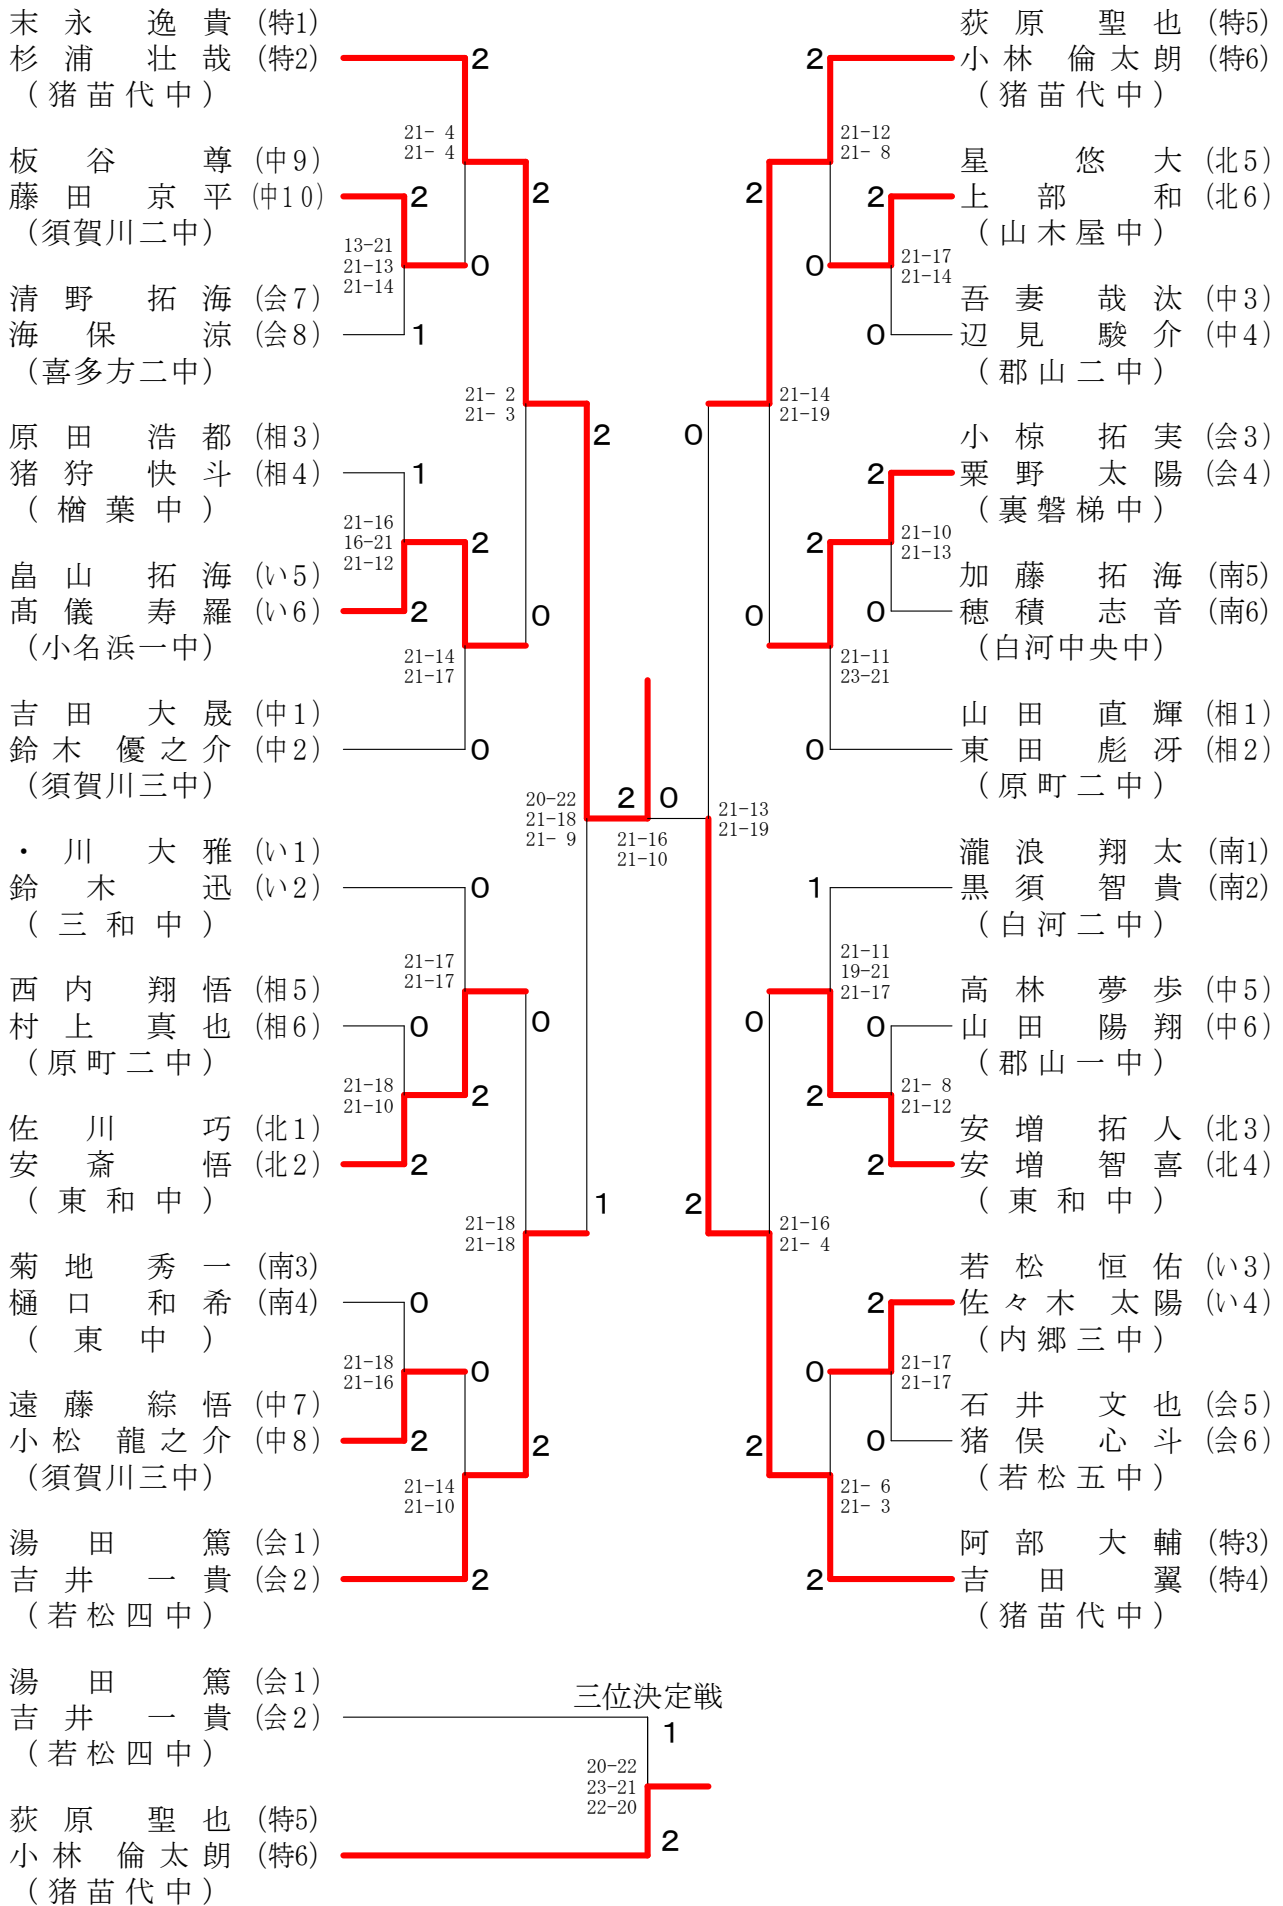 末永 逸貴 (特1)
杉浦 壮哉 (特2)
(猪苗代中)
2
21- 4
21- 4
2
板谷 尊 (中9)
藤田 京平 (中10)
(須賀川二中)
2
13-21
21-13
21-14
0
清野 拓海 (会7)
海保 涼 (会8)
(喜多方二中)
1
21- 2
21- 3
2
原田 浩都 (相3)
猪狩 快斗 (相4)
(楢葉中)
1
21-16
16-21
21-12
2
畠山 拓海 (い5)
髙儀 寿羅 (い6)
(小名浜一中)
2
0
21-14
21-17
吉田 大晟 (中1)
鈴木 優之介 (中2)
(須賀川三中)
0
20-22
21-18
21- 9
2
0
21-16
21-10
・川 大雅 (い1)
鈴木 迅 (い2)
(三和中)
0
21-17
21-17
西内 翔悟 (相5)
村上 真也 (相6)
(原町二中)
0
0
21-18
21-10
2
佐川 巧 (北1)
安斎 悟 (北2)
(東和中)
2
21-18
21-18
1
菊地 秀一 (南3)
樋口 和希 (南4)
(東中)
0
21-18
21-16
0
遠藤 綜悟 (中7)
小松 龍之介 (中8)
(須賀川三中)
2
2
21-14
21-10
湯田 篤 (会1)
吉井 一貴 (会2)
(若松四中)
2
荻原 聖也 (特5)
小林 倫太朗 (特6)
(猪苗代中)
2
21-12
21- 8
2
星 悠大 (北5)
上部 和 (北6)
(山木屋中)
2
21-17
21-14
0
吾妻 哉汰 (中3)
辺見 駿介 (中4)
(郡山二中)
0
21-14
21-19
0
小椋 拓実 (会3)
粟野 太陽 (会4)
(裏磐梯中)
2
21-10
21-13
2
加藤 拓海 (南5)
穂積 志音 (南6)
(白河中央中)
0
0
21-11
23-21
山田 直輝 (相1)
東田 彪冴 (相2)
(原町二中)
0
21-13
21-19
瀧浪 翔太 (南1)
黒須 智貴 (南2)
(白河二中)
1
21-11
19-21
21-17
高林 夢歩 (中5)
山田 陽翔 (中6)
(郡山一中)
0
0
21- 8
21-12
2
安増 拓人 (北3)
安増 智喜 (北4)
(東和中)
2
2
21-16
21- 4
若松 恒佑 (い3)
佐々木 太陽 (い4)
(内郷三中)
2
0
21-17
21-17
石井 文也 (会5)
猪俣 心斗 (会6)
(若松五中)
0
2
21- 6
21- 3
阿部 大輔 (特3)
吉田 翼 (特4)
(猪苗代中)
2
三位決定戦
湯田 篤 (会1)
吉井 一貴 (会2)
(若松四中)
1
20-22
23-21
22-20
荻原 聖也 (特5)
小林 倫太朗 (特6)
(猪苗代中)
2